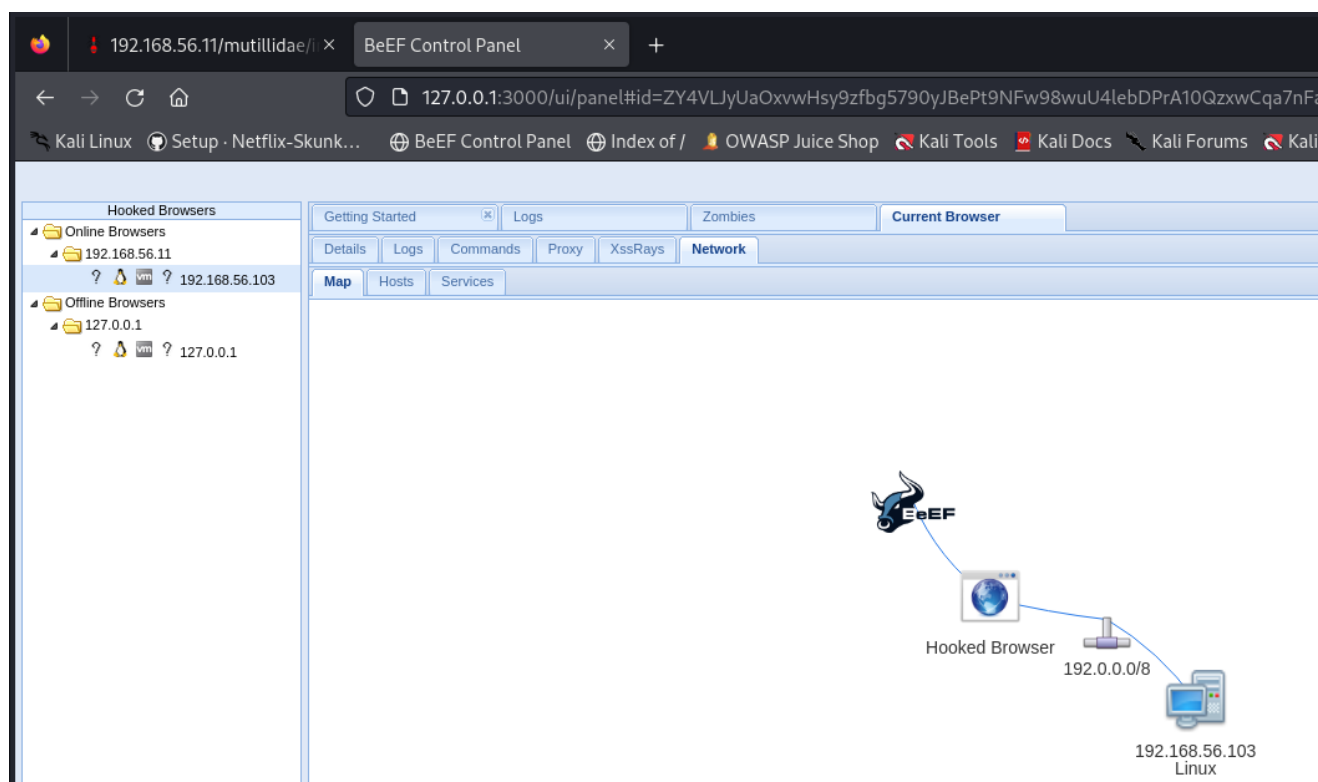 192.168.56.11/mutillidae/i
BeEF Control Panel
127.0.0.1:3000/ui/panel#id=ZY4VLJyUaOxvwHsy9zfbg5790yJBePt9NFw98wuU4lebDPrA10QzxwCqa7nFa
Kali Linux Setup · Netflix-Skunk... BeEF Control Panel Index of / OWASP Juice Shop Kali Tools Kali Docs Kali Forums Kali
Hooked Browsers
Online Browsers
192.168.56.11
? vm ? 192.168.56.103
Offline Browsers
127.0.0.1
? vm ? 127.0.0.1
Getting Started Logs Zombies Current Browser
Details Logs Commands Proxy XssRays Network
Map Hosts Services
BeEF
Hooked Browser
192.0.0.0/8
192.168.56.103
Linux